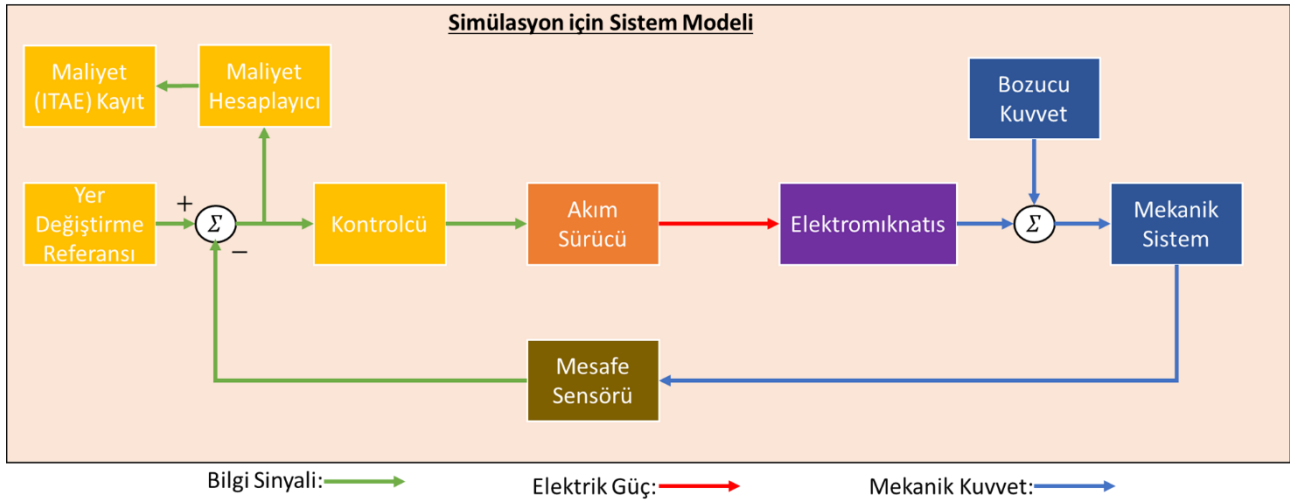 Simülasyon için Sistem Modeli
Maliyet
(ITAE) Kayıt
Maliyet
Hesaplayıcı
Bozucu
Kuvvet
Yer
Değiştirme
Referansı
+
Σ
−
Kontrolcü
Akım
Sürücü
Elektromıknatıs
Σ
Mekanik
Sistem
Mesafe
Sensörü
Bilgi Sinyali:
Elektrik Güç:
Mekanik Kuvvet: